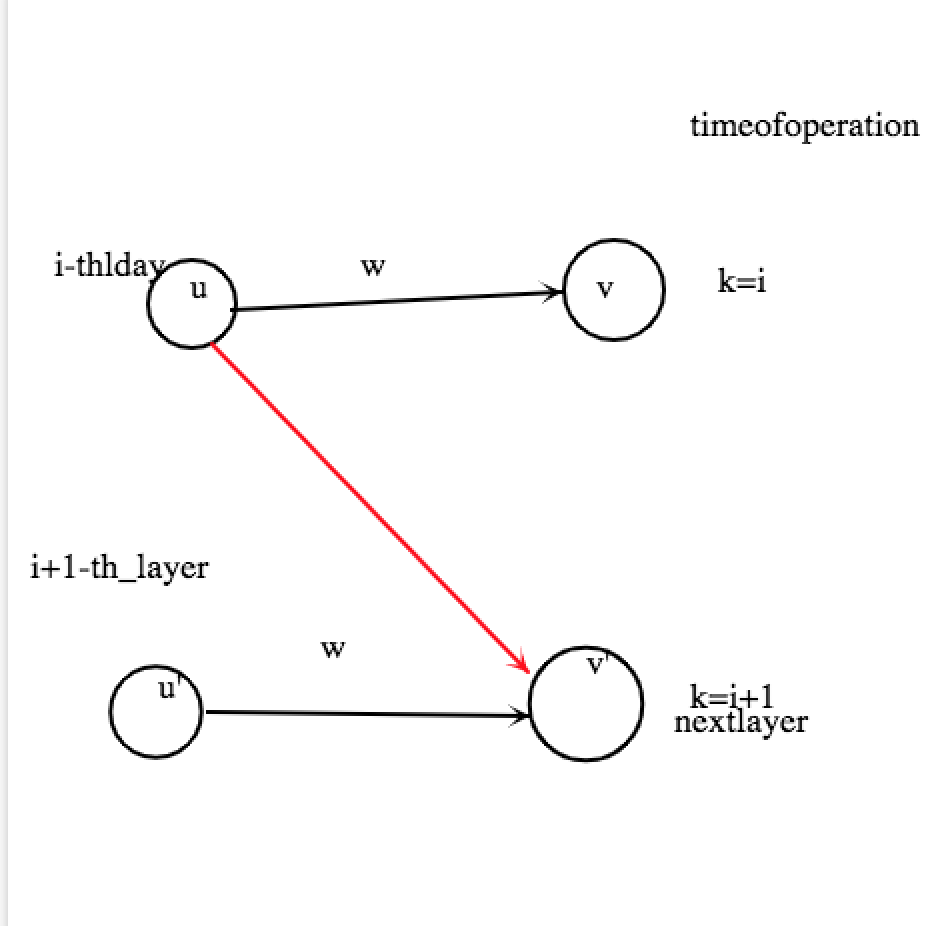 timeofoperation
i-thlday
u
w
v
k=i
i+1-th_layer
w
u'
v'
k=i+1
nextlayer